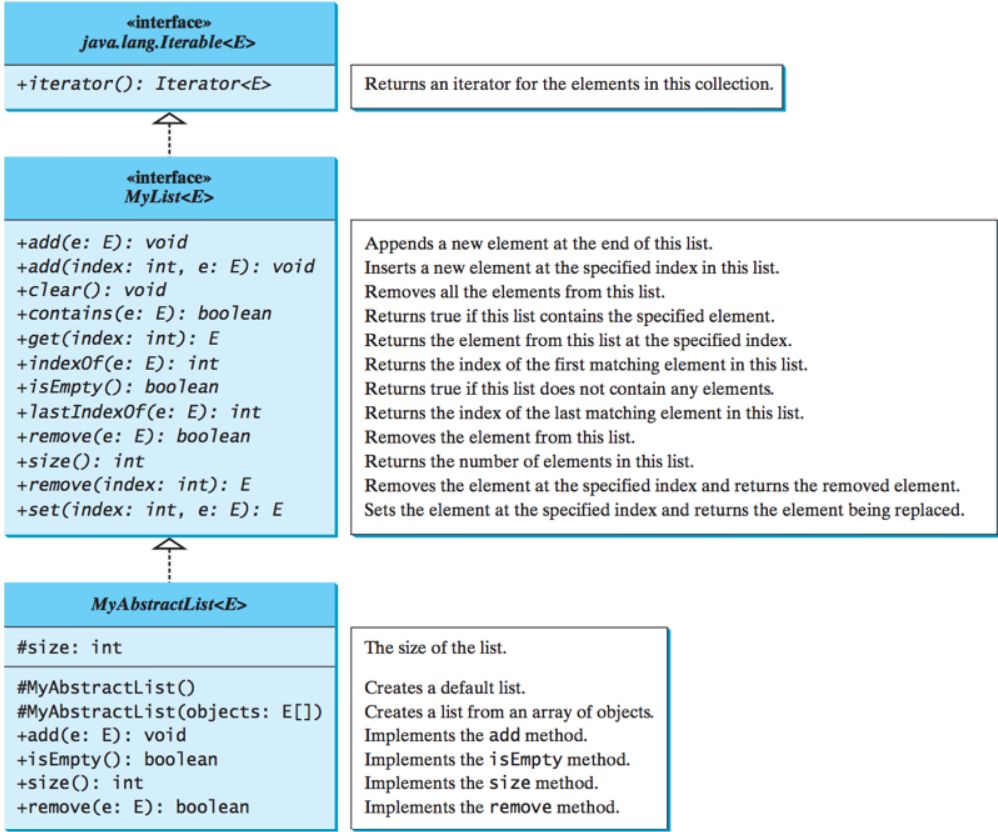 «interface»
java.lang.Iterable<E>
+iterator(): Iterator<E>
Returns an iterator for the elements in this collection.
«interface»
MyList<E>
+add(e: E): void
Appends a new element at the end of this list.
+add(index: int, e: E): void
Inserts a new element at the specified index in this list.
+clear(): void
Removes all the elements from this list.
+contains(e: E): boolean
Returns true if this list contains the specified element.
+get(index: int): E
Returns the element from this list at the specified index.
+indexOf(e: E): int
Returns the index of the first matching element in this list.
+isEmpty(): boolean
Returns true if this list does not contain any elements.
+lastIndexOf(e: E): int
Returns the index of the last matching element in this list.
+remove(e: E): boolean
Removes the element from this list.
+size(): int
Returns the number of elements in this list.
+remove(index: int): E
Removes the element at the specified index and returns the removed element.
+set(index: int, e: E): E
Sets the element at the specified index and returns the element being replaced.
MyAbstractList<E>
#size: int
The size of the list.
#MyAbstractList()
Creates a default list.
#MyAbstractList(objects: E[])
Creates a list from an array of objects.
+add(e: E): void
Implements the add method.
+isEmpty(): boolean
Implements the isEmpty method.
+size(): int
Implements the size method.
+remove(e: E): boolean
Implements the remove method.